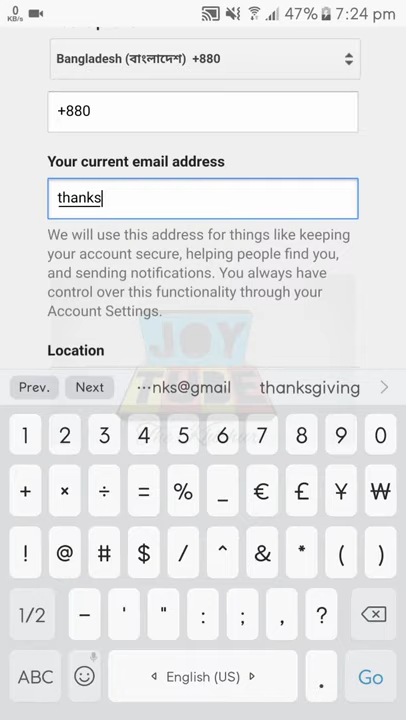 0
KB/s
47% 7:24 pm
Bangladesh (বাংলাদেশ) +880
+880
Your current email address
thanks
We will use this address for things like keeping
your account secure, helping people find you,
and sending notifications. You always have
control over this functionality through your
Account Settings.
Location
JOY
TUDE
Prev. Next ···nks@gmail thanksgiving >
1 2 3 4 5 6 7 8 9 0
+ × ÷ = % _ € £ ¥ ₩
! @ # $ / ^ & * ( )
1/2 - ' " : ; , ?
ABC English (US) . Go